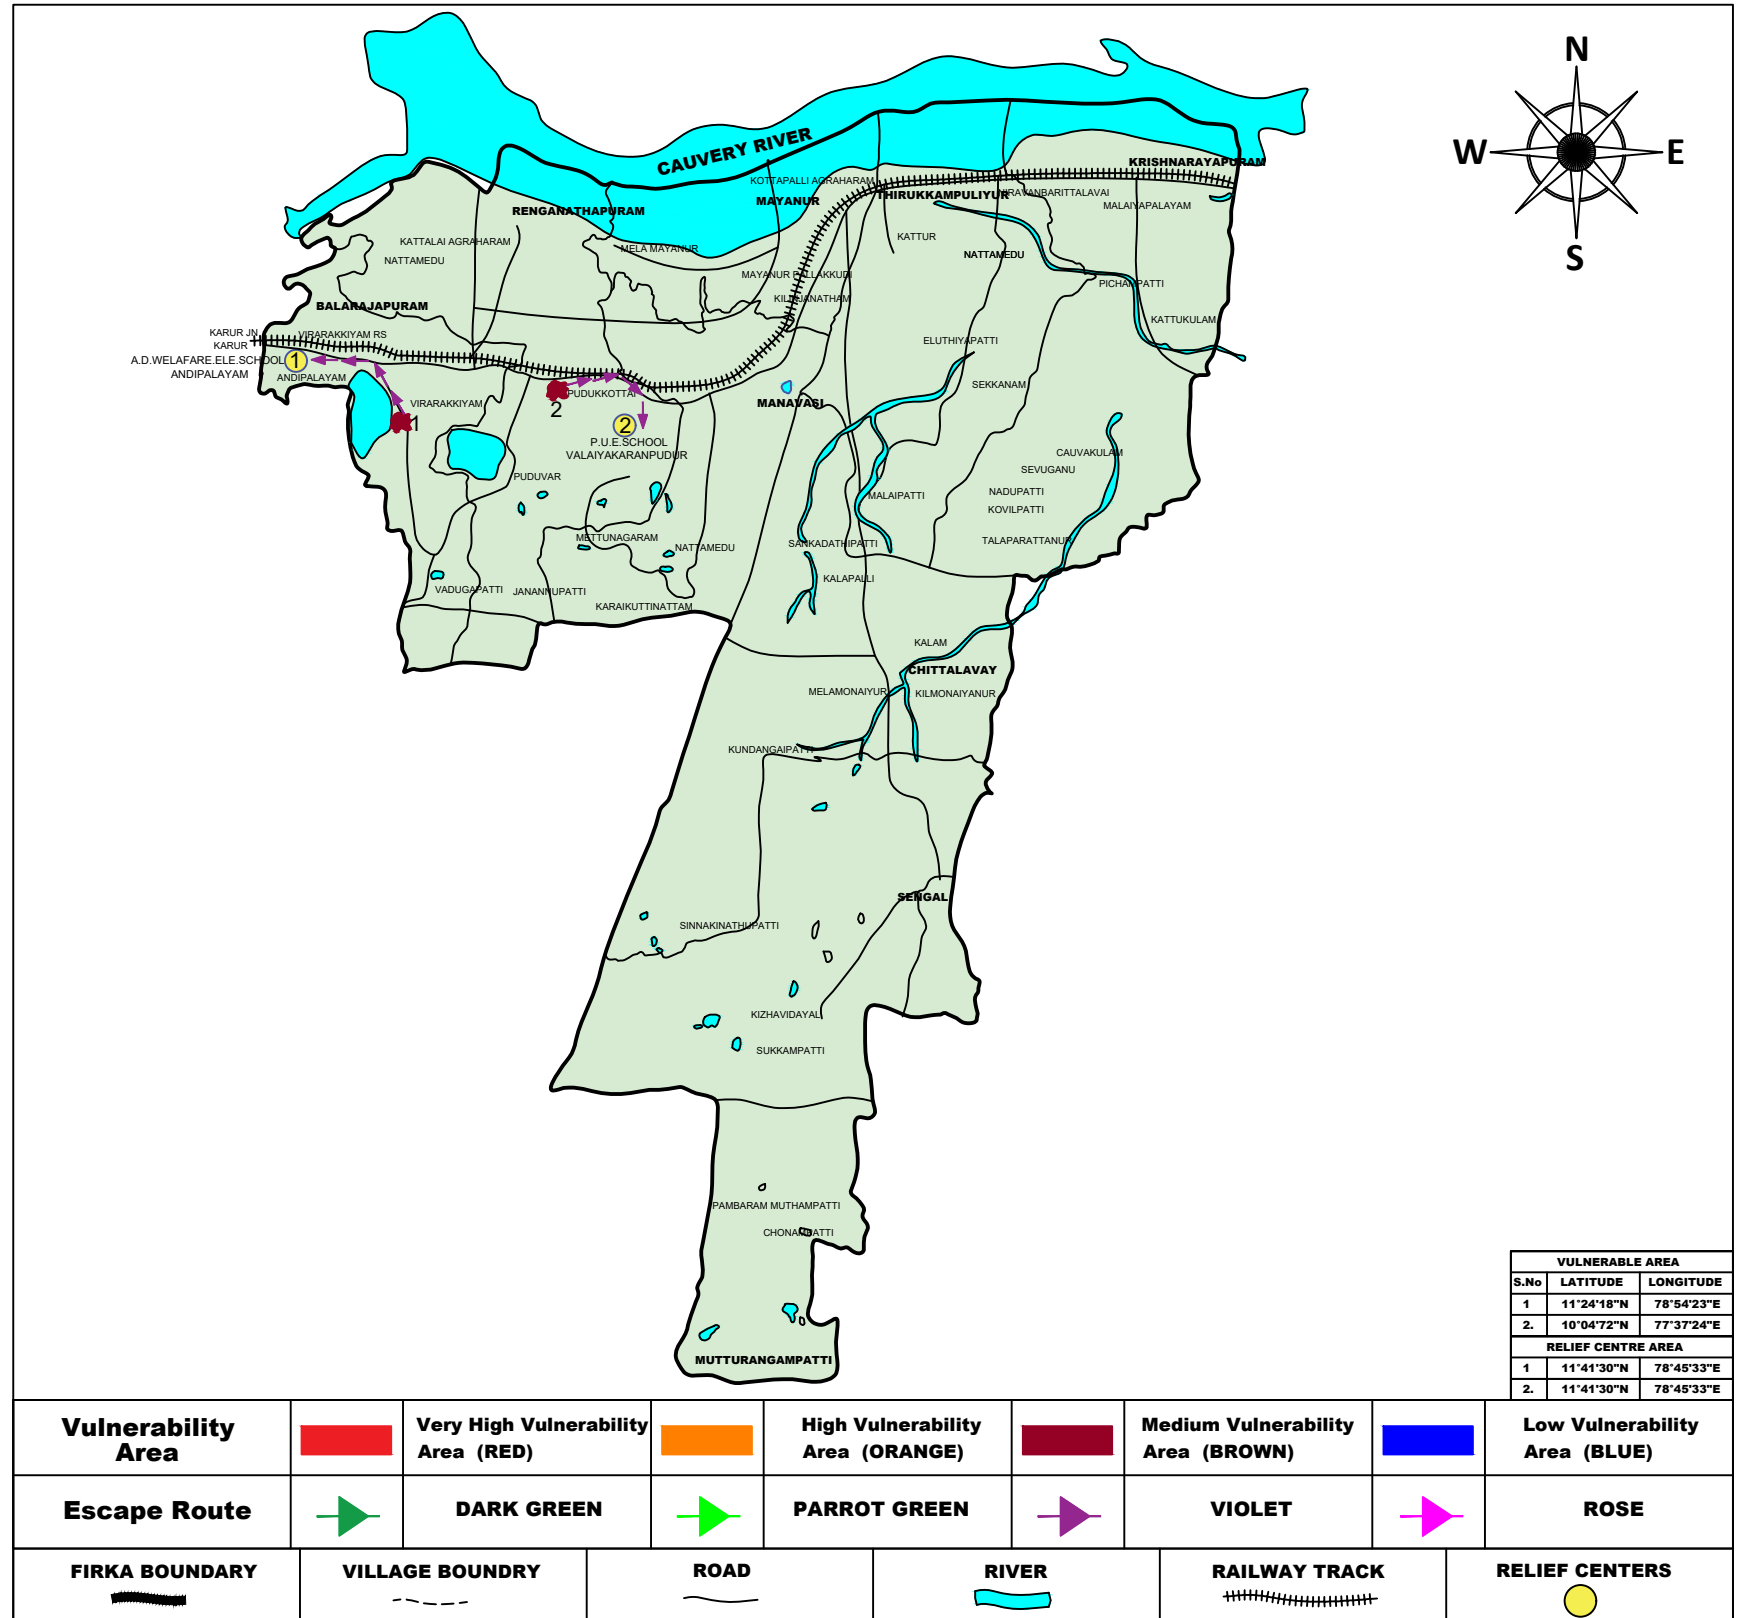 N
W
E
S
CAUVERY RIVER
KRISHNARAYAPURAM
KOTTAPALLI AGRAHARAM
THIRUKKAMPULIYUR
MAYANUR
MALAIYAPALAYAM
RENGANATHAPURAM
KATTUR
KATTALAI AGRAHARAM
MELA MAYANUR
NATTAMEDU
NATTAMEDU
MAYANUR PALLAKKUDI
PICHAMPATTI
BALARAJAPURAM
KATTUKULAM
KARUR JN
VIRARAKKIYAM RS
KARUR
ELUTHIYAPATTI
A.D.WELAFARE.ELE.SCHOOL
1
ANDIPALAYAM
ANDIPALAYAM
SEKKANAM
PUDUKKOTTAI
VIRARAKKIYAM
2
MANAVASI
1
2
P.U.E.SCHOOL
VALAIYAKARANPUDUR
CAUVAKULAM
SEVUGANU
PUDUVAR
NADUPATTI
MALAIPATTI
KOVILPATTI
METTUNAGARAM
NATTAMEDU
SANKADATHIPATTI
TALAPARATTANUR
KALAPALLI
VADUGAPATTI
JANANNUPATTI
KARAIKUTTINATTAM
KALAM
CHITTALAVAY
MELAMONAIYUR
KILMONAIYANUR
KUNDANGAIPATTI
SENGAL
SINNAKINATHUPATTI
KIZHAVIDAYAL
SUKKAMPATTI
PAMBARAM MUTHAMPATTI
CHONAMPATTI
MUTTURANGAMPATTI
VULNERABLE AREA
S.No LATITUDE LONGITUDE
1 11°24'18"N 78°54'23"E
2. 10°04'72"N 77°37'24"E
RELIEF CENTRE AREA
1 11°41'30"N 78°45'33"E
2. 11°41'30"N 78°45'33"E
Vulnerability
Area
Very High Vulnerability
Area (RED)
High Vulnerability
Area (ORANGE)
Medium Vulnerability
Area (BROWN)
Low Vulnerability
Area (BLUE)
Escape Route
DARK GREEN
PARROT GREEN
VIOLET
ROSE
FIRKA BOUNDARY
VILLAGE BOUNDRY
ROAD
RIVER
RAILWAY TRACK
RELIEF CENTERS